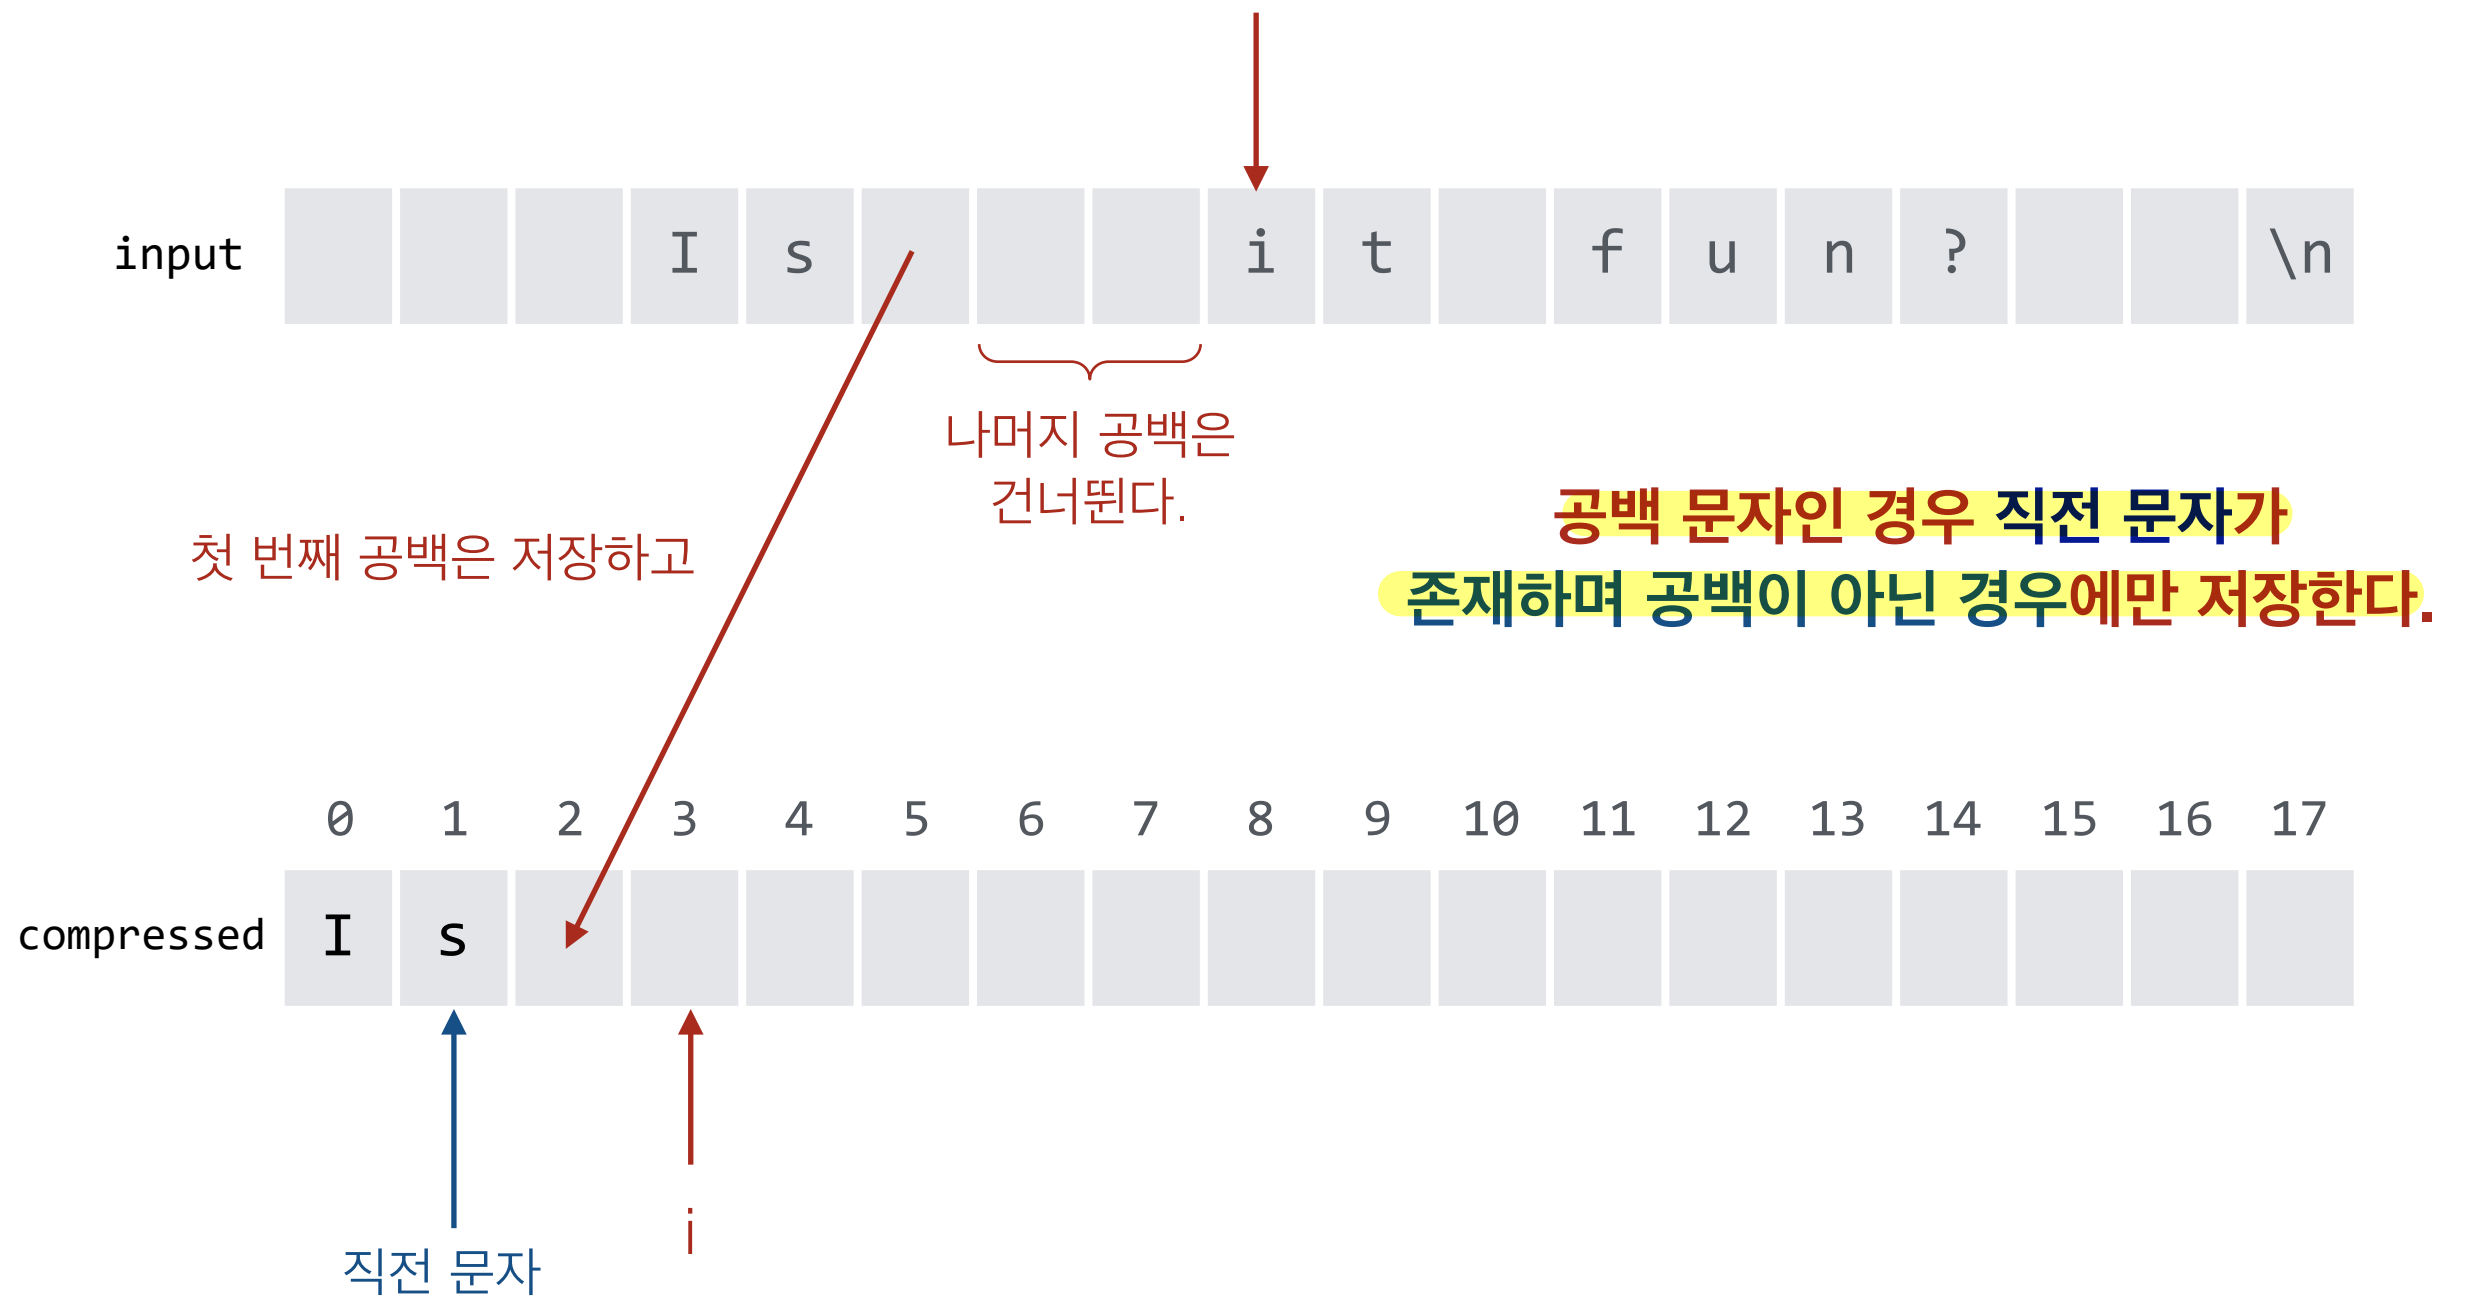 input I s i t f u n ? \n
나머지 공백은
건너뛴다.
첫 번째 공백은 저장하고
공백 문자인 경우 직전 문자가
존재하며 공백이 아닌 경우에만 저장한다.
0 1 2 3 4 5 6 7 8 9 10 11 12 13 14 15 16 17
compressed I s
i
직전 문자